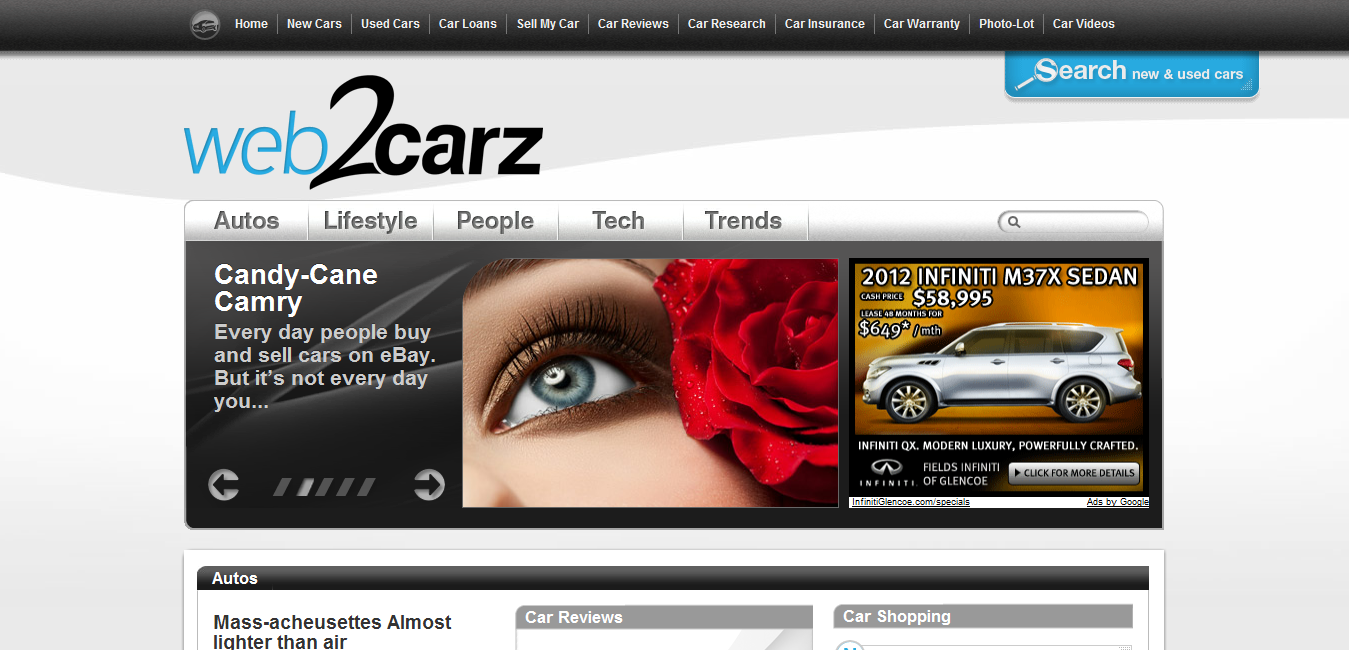 Home New Cars Used Cars Car Loans Sell My Car Car Reviews Car Research Car Insurance Car Warranty Photo-Lot Car Videos
Search new & used cars
web2carz
Autos Lifestyle People Tech Trends
Candy-Cane
Camry
Every day people buy
and sell cars on eBay.
But it's not every day
you...
2012 INFINITI M37X SEDAN
CASH PRICE $58,995
LEASE 48 MONTHS FOR
$649* / mth
INFINITI QX. MODERN LUXURY, POWERFULLY CRAFTED.
INFINITI.
FIELDS INFINITI
OF GLENCOE
CLICK FOR MORE DETAILS
InfinitiGlencoe.com/specials Ads by Google
Autos
Mass-acheusettes Almost
lighter than air
Car Reviews
Car Shopping